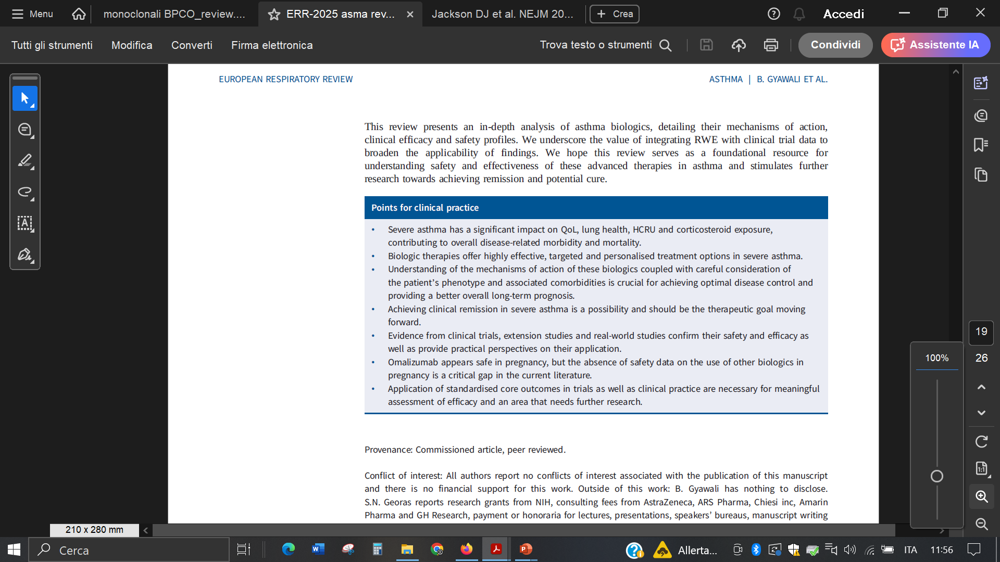 Menu
monoclonali BPCO_review....
ERR-2025 asma rev...
Jackson DJ et al. NEJM 20...
Crea
Accedi
Tutti gli strumenti
Modifica
Converti
Firma elettronica
Trova testo o strumenti
Condividi
Assistente IA
EUROPEAN RESPIRATORY REVIEW
ASTHMA | B. GYAWALI ET AL.
This review presents an in-depth analysis of asthma biologics, detailing their mechanisms of action,
clinical efficacy and safety profiles. We underscore the value of integrating RWE with clinical trial data to
broaden the applicability of findings. We hope this review serves as a foundational resource for
understanding safety and effectiveness of these advanced therapies in asthma and stimulates further
research towards achieving remission and potential cure.
Points for clinical practice
• Severe asthma has a significant impact on QoL, lung health, HCRU and corticosteroid exposure,
contributing to overall disease-related morbidity and mortality.
• Biologic therapies offer highly effective, targeted and personalised treatment options in severe asthma.
• Understanding of the mechanisms of action of these biologics coupled with careful consideration of
the patient's phenotype and associated comorbidities is crucial for achieving optimal disease control and
providing a better overall long-term prognosis.
• Achieving clinical remission in severe asthma is a possibility and should be the therapeutic goal moving
forward.
• Evidence from clinical trials, extension studies and real-world studies confirm their safety and efficacy as
well as provide practical perspectives on their application.
• Omalizumab appears safe in pregnancy, but the absence of safety data on the use of other biologics in
pregnancy is a critical gap in the current literature.
• Application of standardised core outcomes in trials as well as clinical practice are necessary for meaningful
assessment of efficacy and an area that needs further research.
Provenance: Commissioned article, peer reviewed.
Conflict of interest: All authors report no conflicts of interest associated with the publication of this manuscript
and there is no financial support for this work. Outside of this work: B. Gyawali has nothing to disclose.
S.N. Georas reports research grants from NIH, consulting fees from AstraZeneca, ARS Pharma, Chiesi inc, Amarin
Pharma and GH Research, payment or honoraria for lectures, presentations, speakers' bureaus, manuscript writing
19
26
100%
1:1
210 x 280 mm
Cerca
Allerta...
ITA
11:56